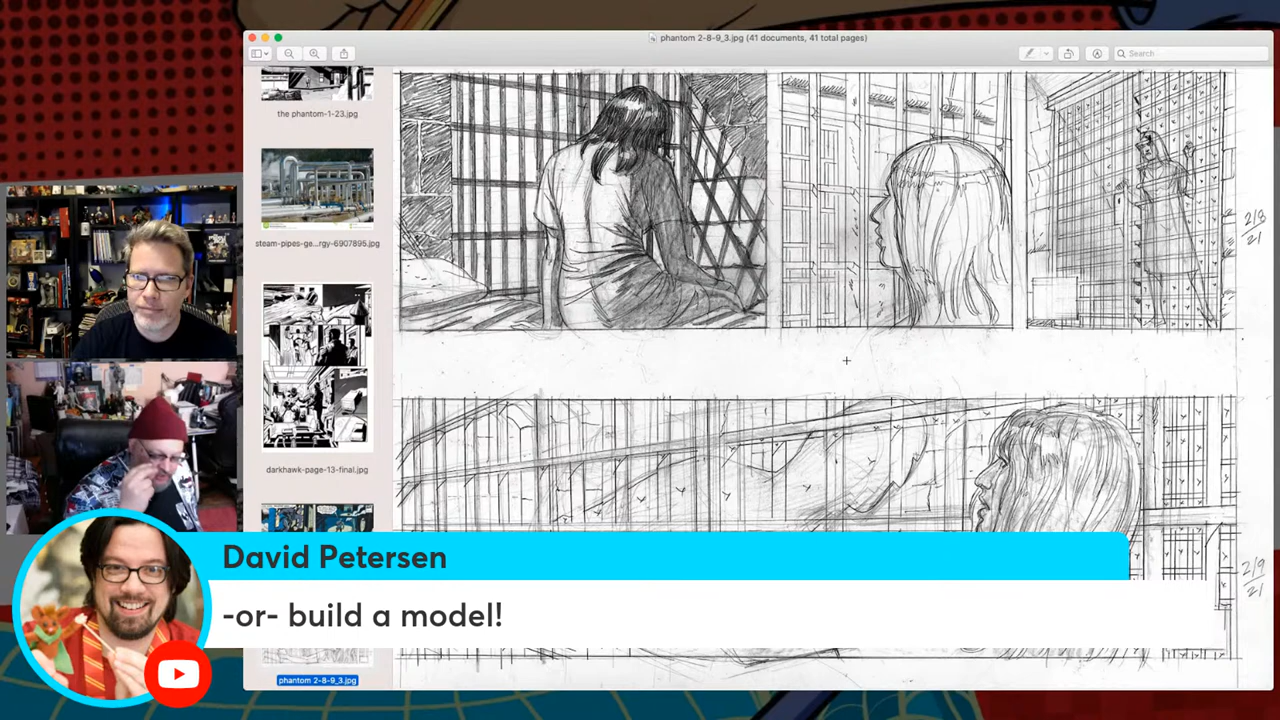 phantom 2-8-9_3.jpg (41 documents, 41 total pages)
Search
the phantom-1-23.jpg
steam-pipes-ge...rgy-6907895.jpg
darkhawk-page-13-final.jpg
phantom 2-8-9_3.jpg
2/8
21
2/9
21
David Petersen
-or- build a model!